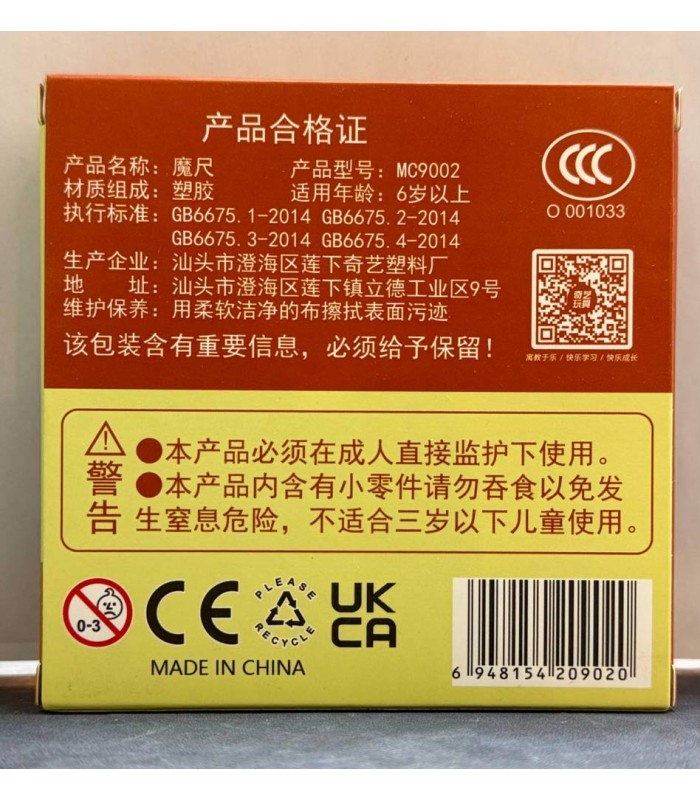 产品合格证
产品名称：魔尺 产品型号：MC9002
材质组成：塑胶 适用年龄：6岁以上
执行标准：GB6675.1-2014 GB6675.2-2014
GB6675.3-2014 GB6675.4-2014
生产企业：汕头市澄海区莲下奇艺塑料厂
地 址：汕头市澄海区莲下镇立德工业区9号
维护保养：用柔软洁净的布擦拭表面污迹
该包装含有重要信息，必须给予保留！
CCC
O 001033
奇艺
玩具
寓教于乐 / 快乐学习 / 快乐成长
警告
●本产品必须在成人直接监护下使用。
●本产品内含有小零件请勿吞食以免发
生窒息危险，不适合三岁以下儿童使用。
0-3
CE
PLEASE
RECYCLE
UK
CA
MADE IN CHINA
6 948154 209020